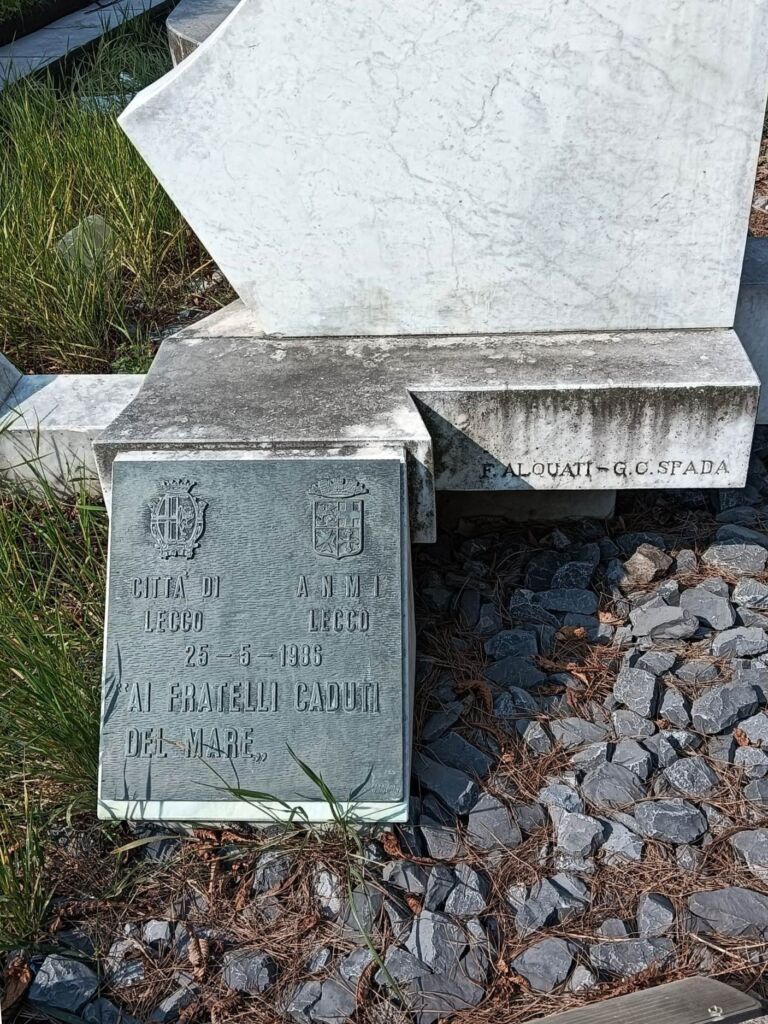 F. ALQUATI - G.C. SPADA
CITTÀ DI LECCO
A N M I LECCO
25 - 5 - 1986
"AI FRATELLI CADUTI
DEL MARE„